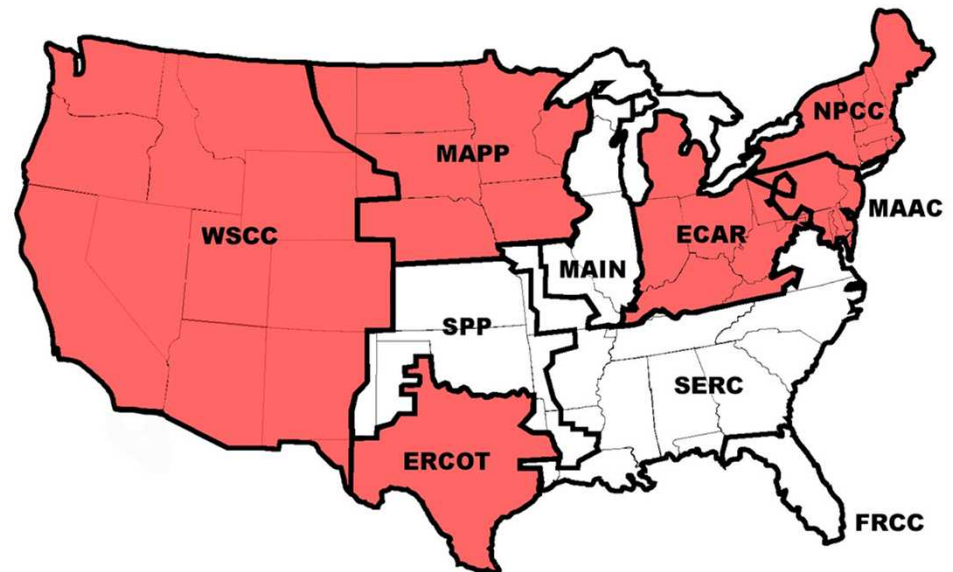 NPCC
MAPP
MAAC
WSCC
ECAR
MAIN
SPP
SERC
ERCOT
FRCC